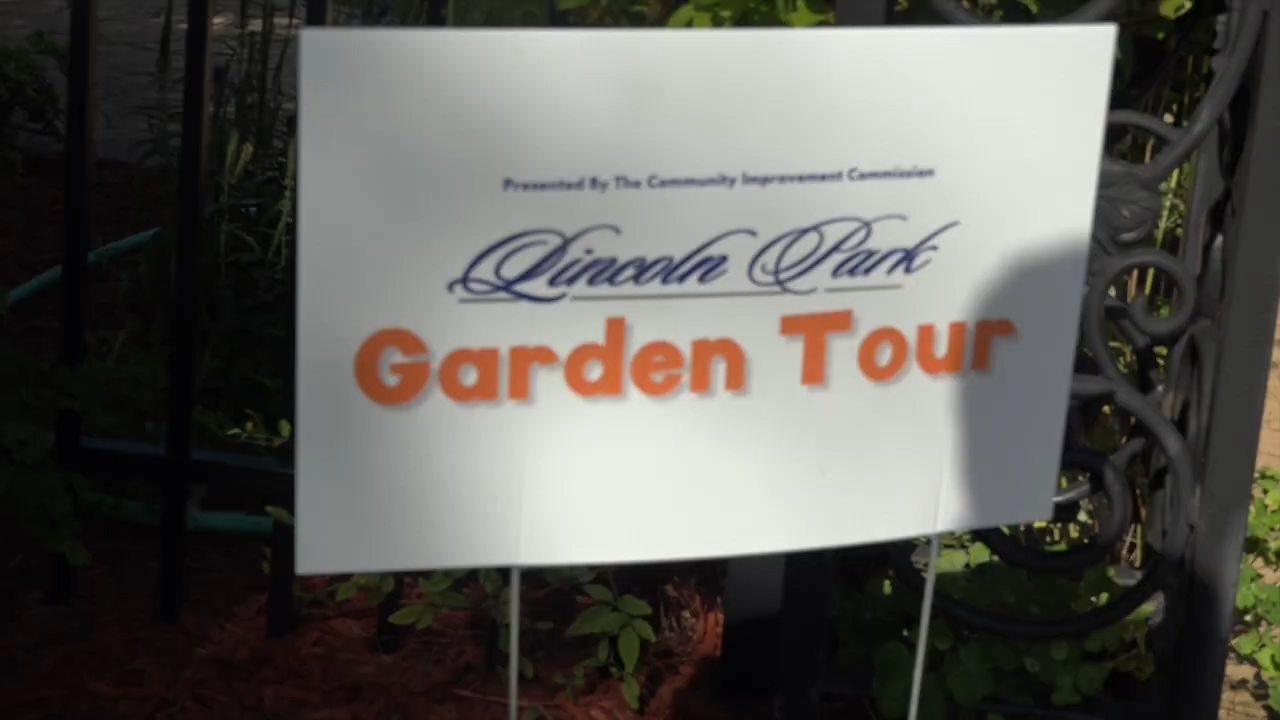 Presented By The Community Improvement Commission
Lincoln Park
Garden Tour